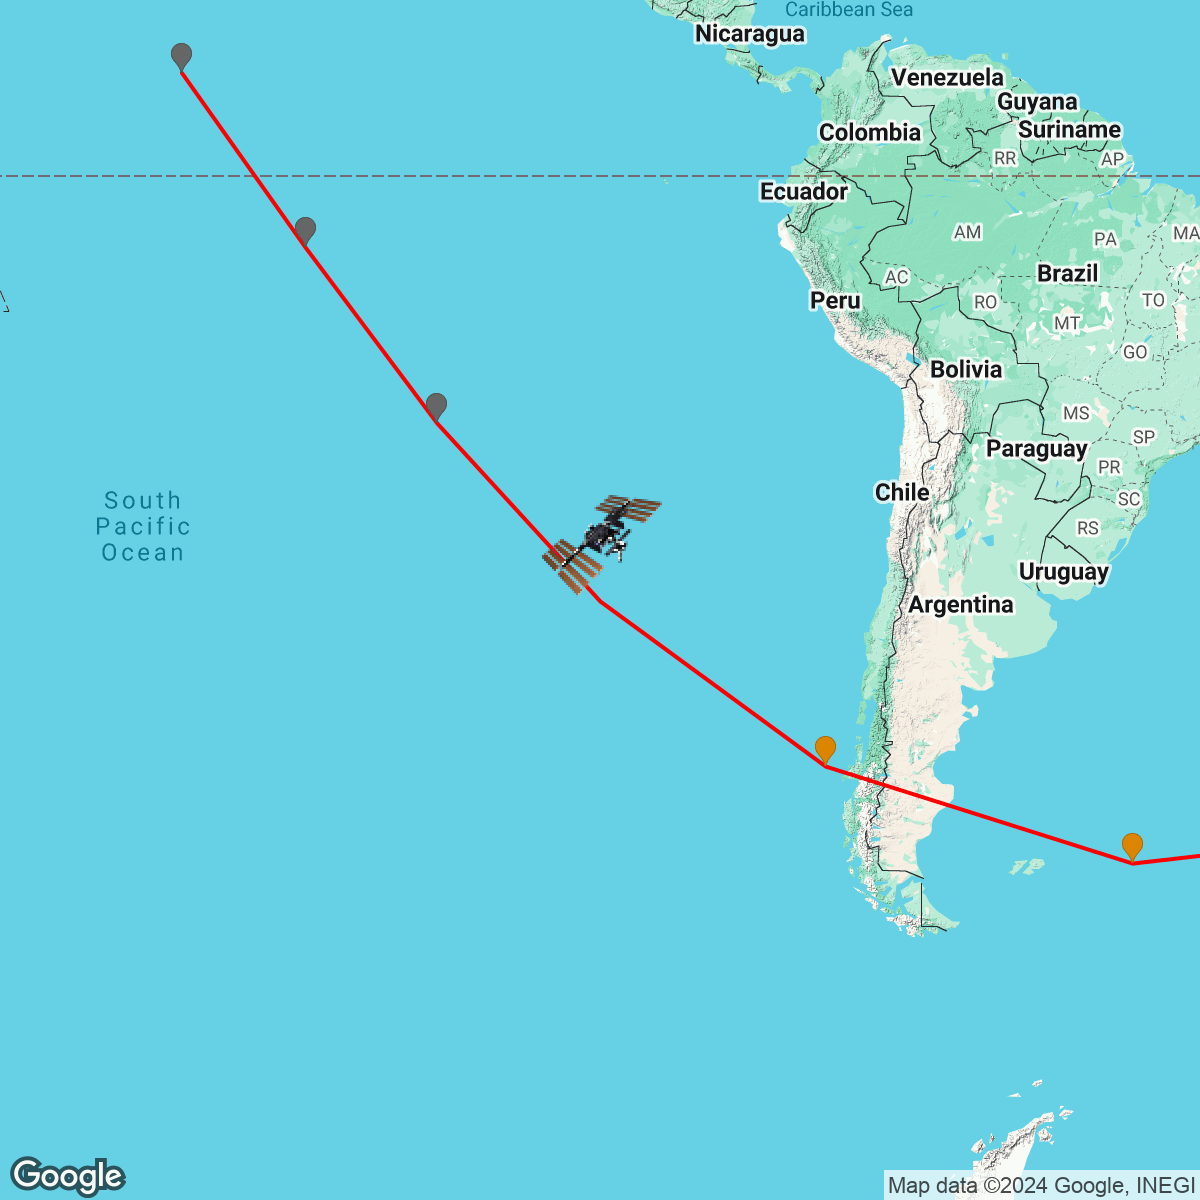 Caribbean Sea
Nicaragua
Venezuela
Guyana
Suriname
Colombia
RR
AP
Ecuador
AM
PA
MA
Brazil
AC
Peru
RO
TO
MT
GO
Bolivia
MS
SP
Paraguay
PR
Chile
SC
South
Pacific
Ocean
RS
Uruguay
Argentina
Google
Map data ©2024 Google, INEGI